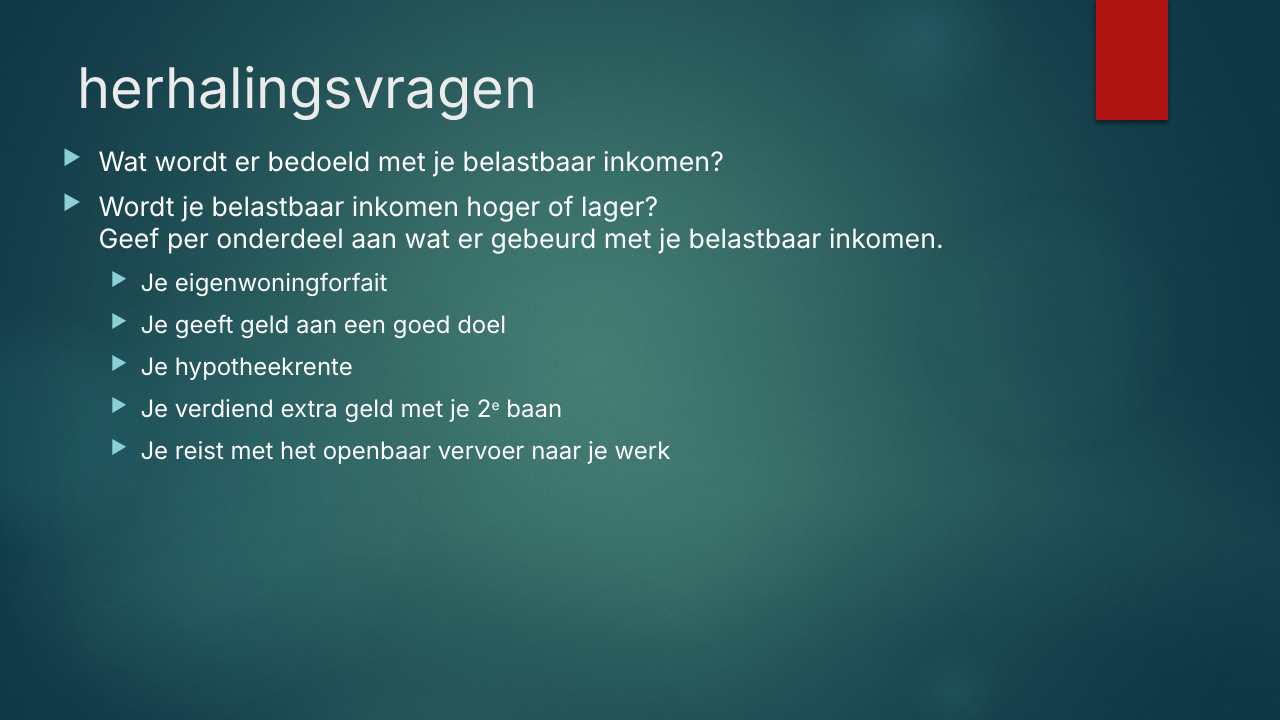 herhalingsvragen
Wat wordt er bedoeld met je belastbaar inkomen?
Wordt je belastbaar inkomen hoger of lager?
Geef per onderdeel aan wat er gebeurd met je belastbaar inkomen.
Je eigenwoningforfait
Je geeft geld aan een goed doel
Je hypotheekrente
Je verdiend extra geld met je 2ᵉ baan
Je reist met het openbaar vervoer naar je werk